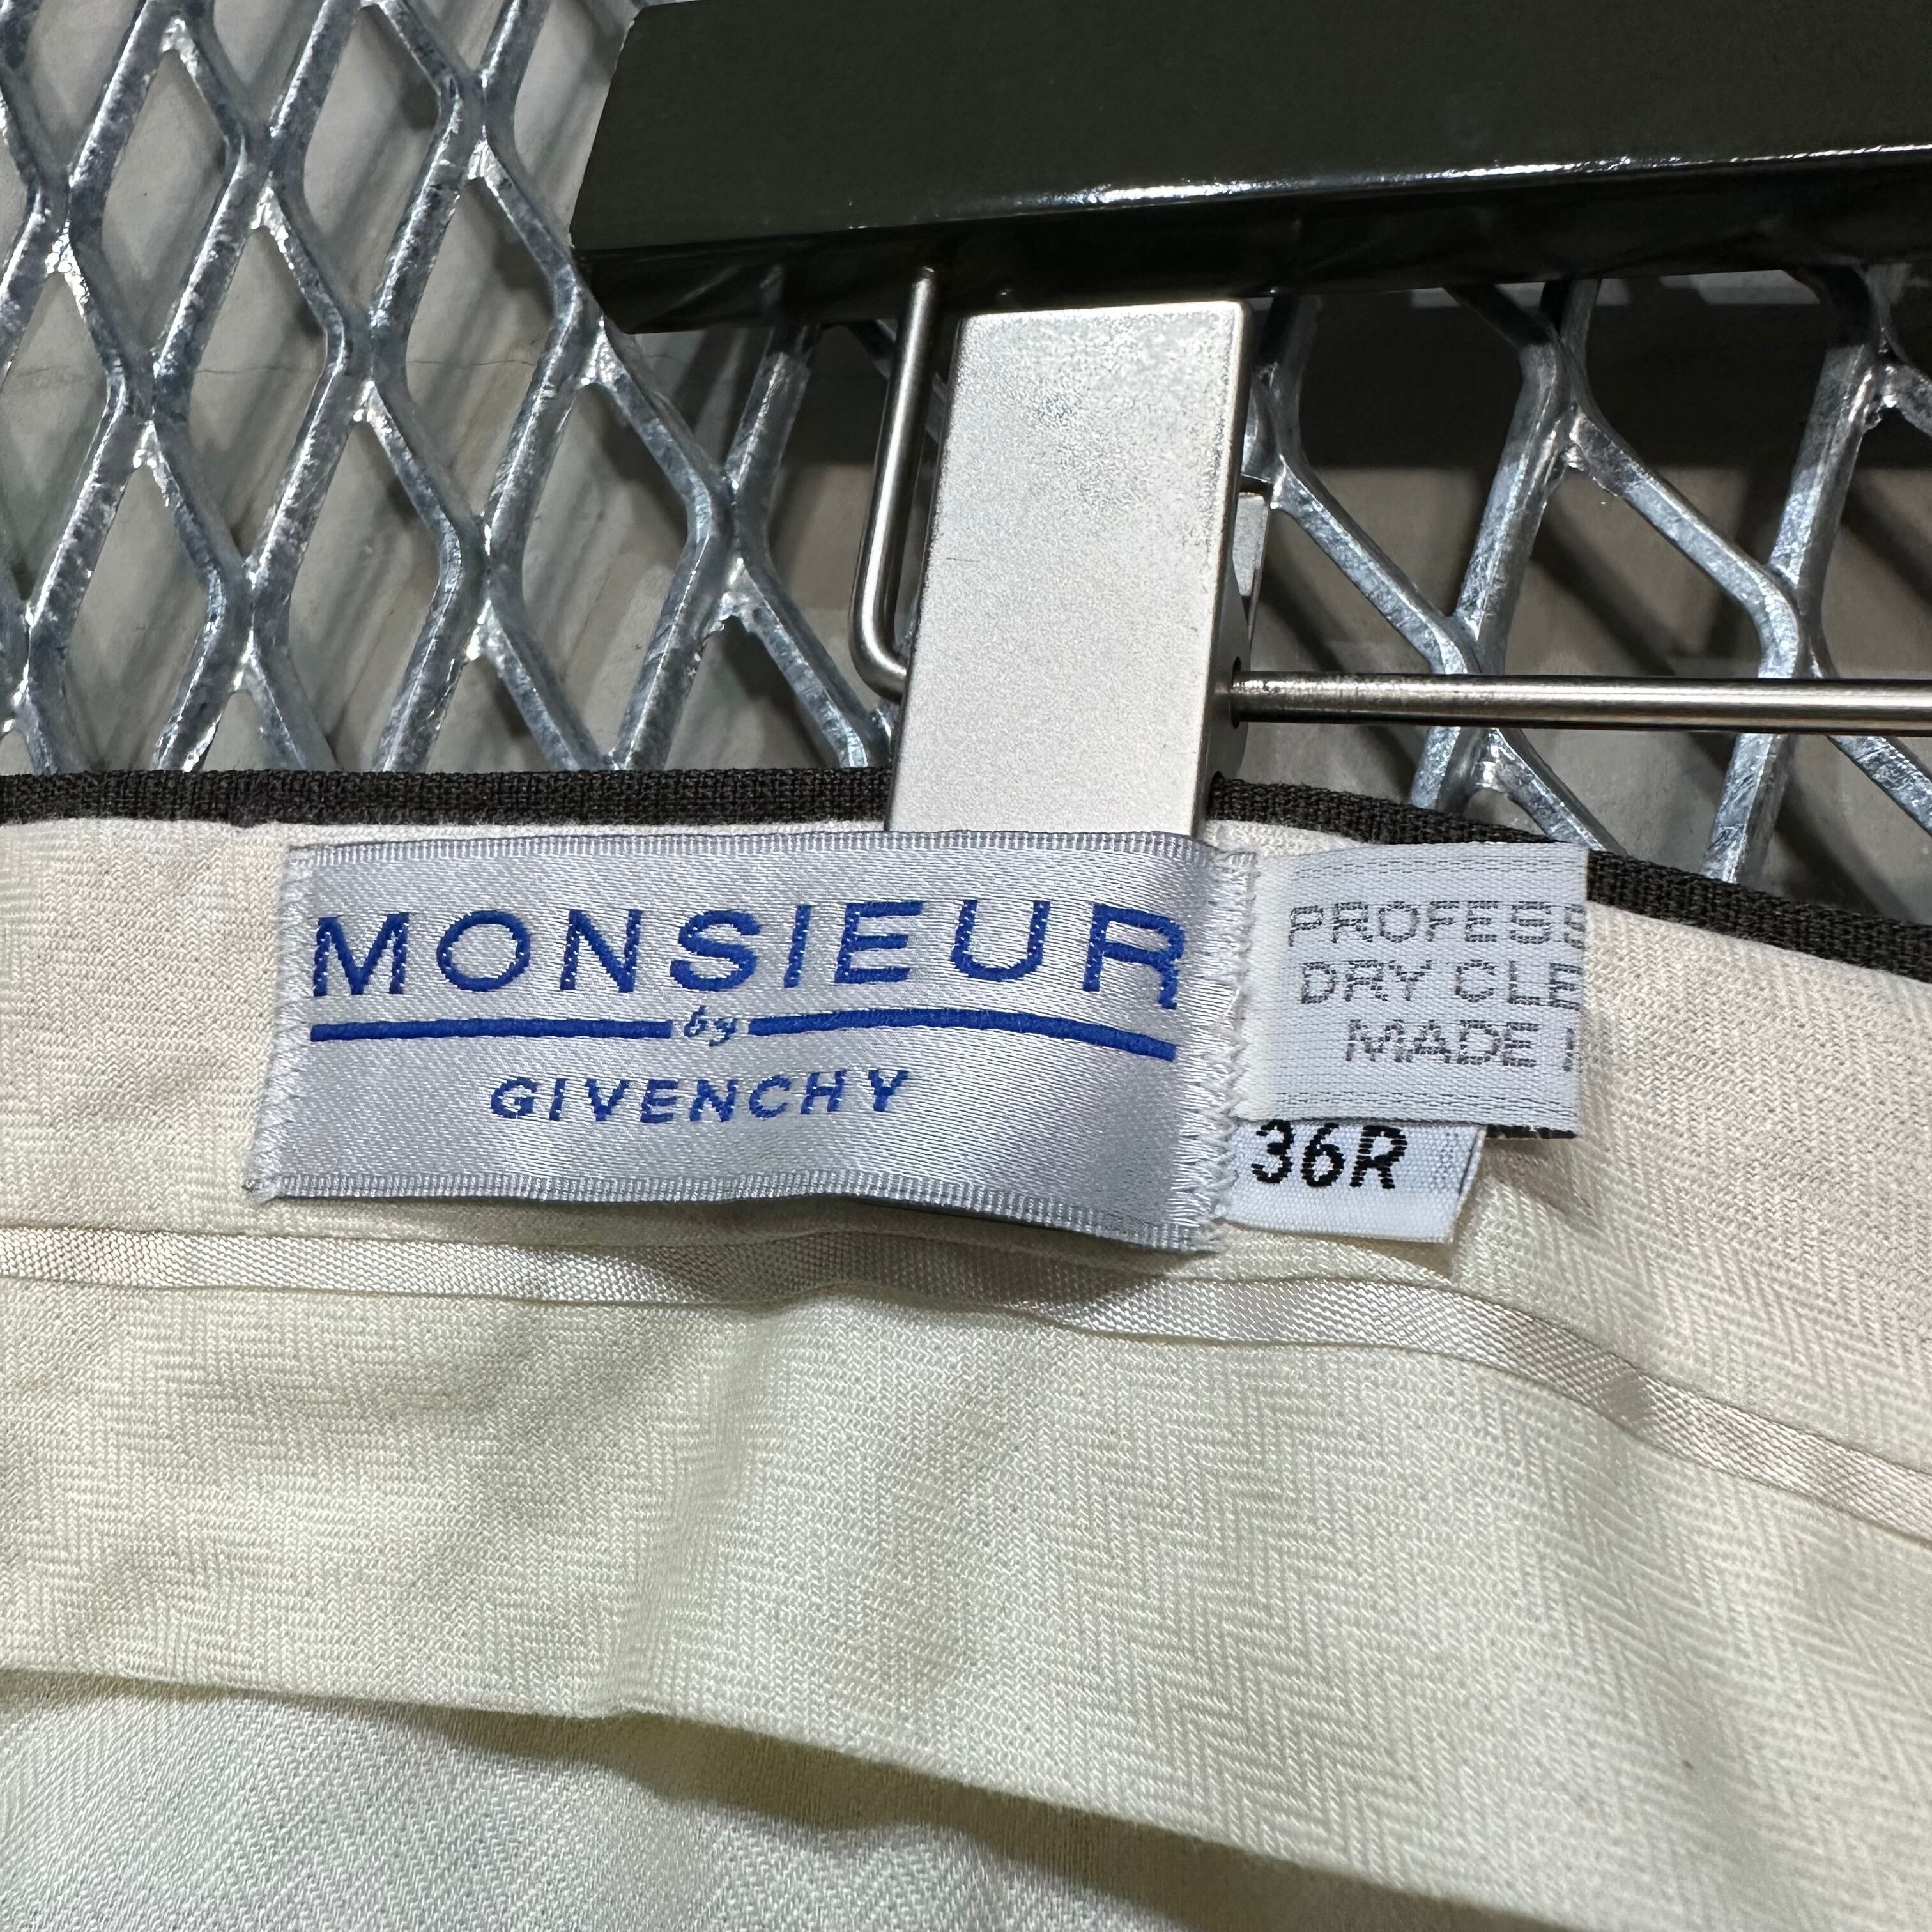 MONSIEUR
by
GIVENCHY
PROFESS
DRY CLE
MADE
36R